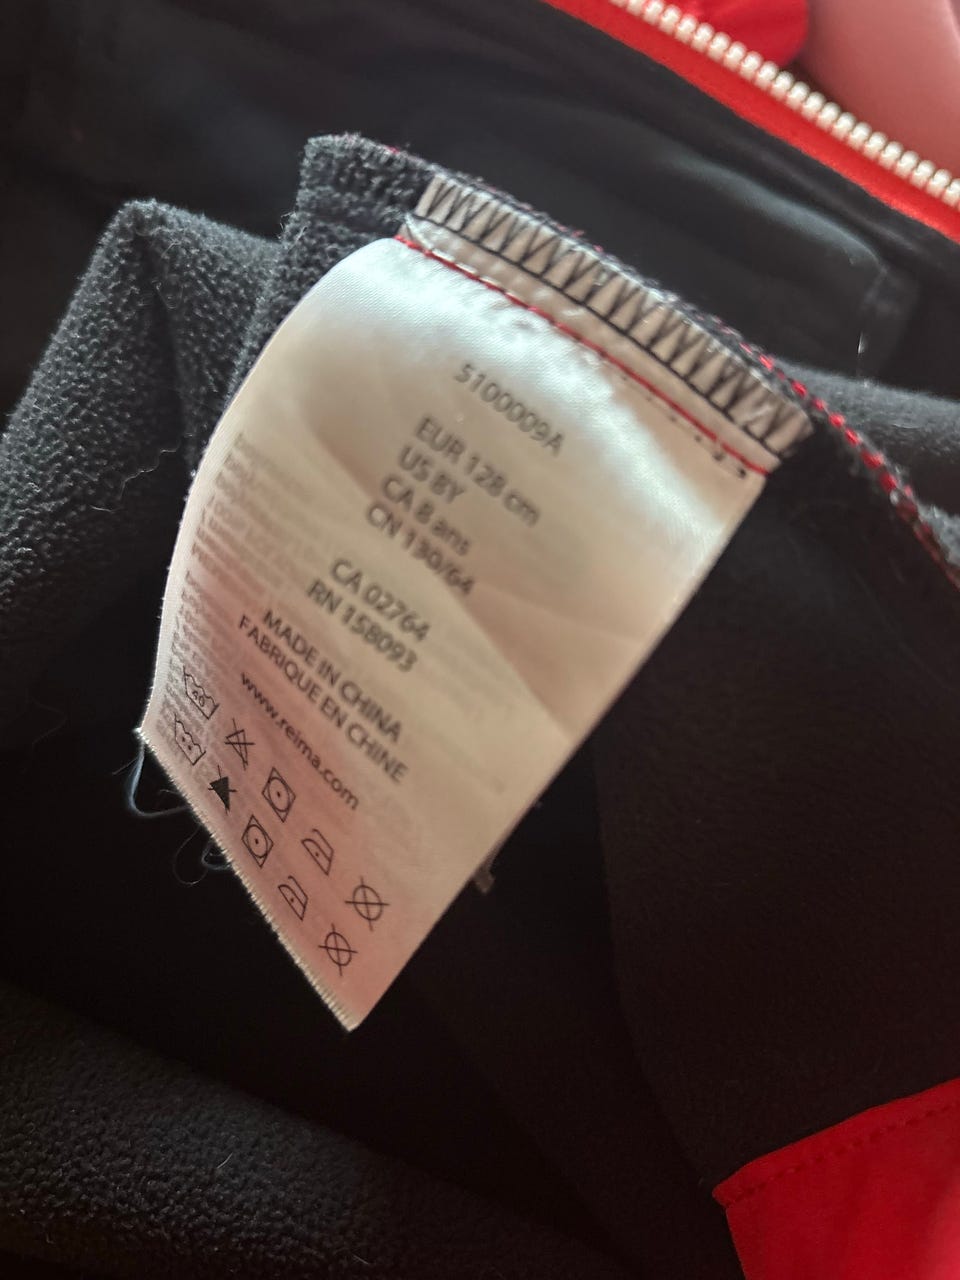 5100009A
EUR 128 cm
US 8Y
CA 8 ans
CN 130/64
CA 02764
RN 158093
MADE IN CHINA
FABRIQUE EN CHINE
www.reima.com
40